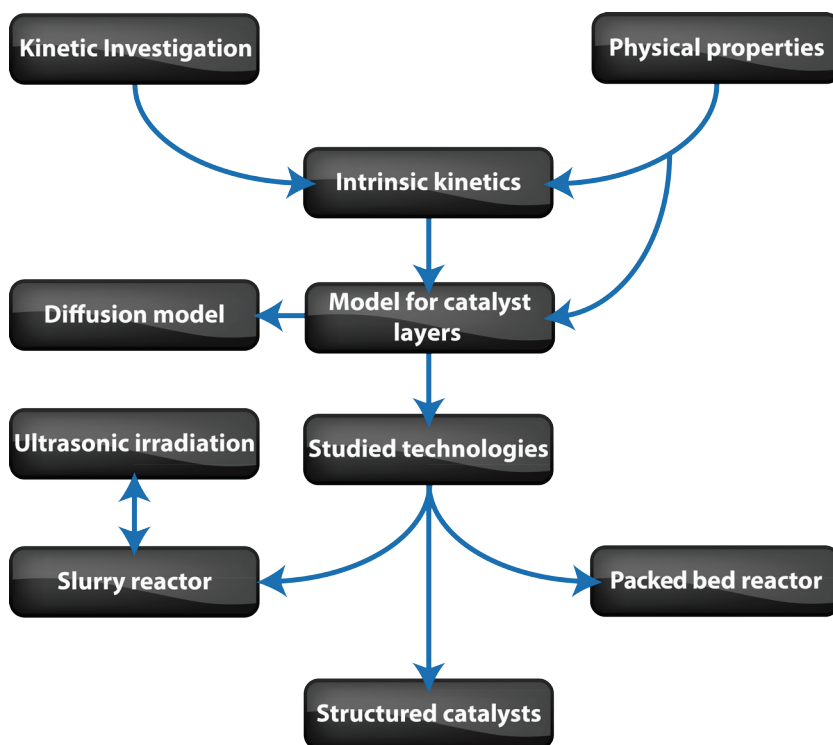 Kinetic Investigation
Physical properties
Intrinsic kinetics
Diffusion model
Model for catalyst
layers
Ultrasonic irradiation
Studied technologies
Slurry reactor
Packed bed reactor
Structured catalysts